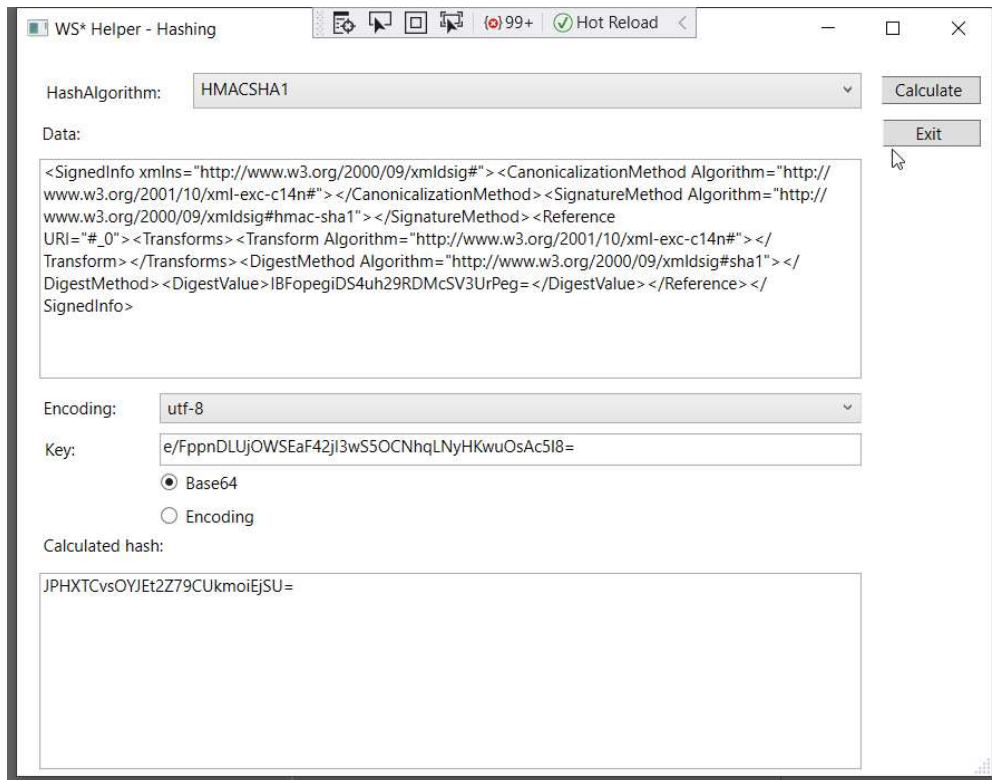 WS* Helper - Hashing
99+
Hot Reload
HashAlgorithm:
HMACSHA1
Calculate
Data:
Exit
<SignedInfo xmlns="http://www.w3.org/2000/09/xmldsig#"><CanonicalizationMethod Algorithm="http://
www.w3.org/2001/10/xml-exc-c14n#"></CanonicalizationMethod><SignatureMethod Algorithm="http://
www.w3.org/2000/09/xmldsig#hmac-sha1"></SignatureMethod><Reference
URI="#_0"><Transforms><Transform Algorithm="http://www.w3.org/2001/10/xml-exc-c14n#"></
Transform></Transforms><DigestMethod Algorithm="http://www.w3.org/2000/09/xmldsig#sha1"></
DigestMethod><DigestValue>IBFopegiDS4uh29RDMcSV3UrPeg=</DigestValue></Reference></
SignedInfo>
Encoding:
utf-8
Key:
e/FppnDLUjOWSEaF42jI3wS5OCNhqLNyHKwuOsAc5I8=
Base64
Encoding
Calculated hash:
JPHXTCvsOYJEt2Z79CUkmoiEjSU=